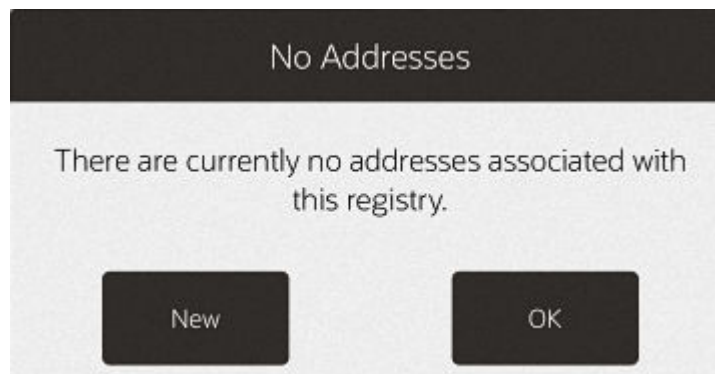 No Addresses
There are currently no addresses associated with
this registry.
New
OK